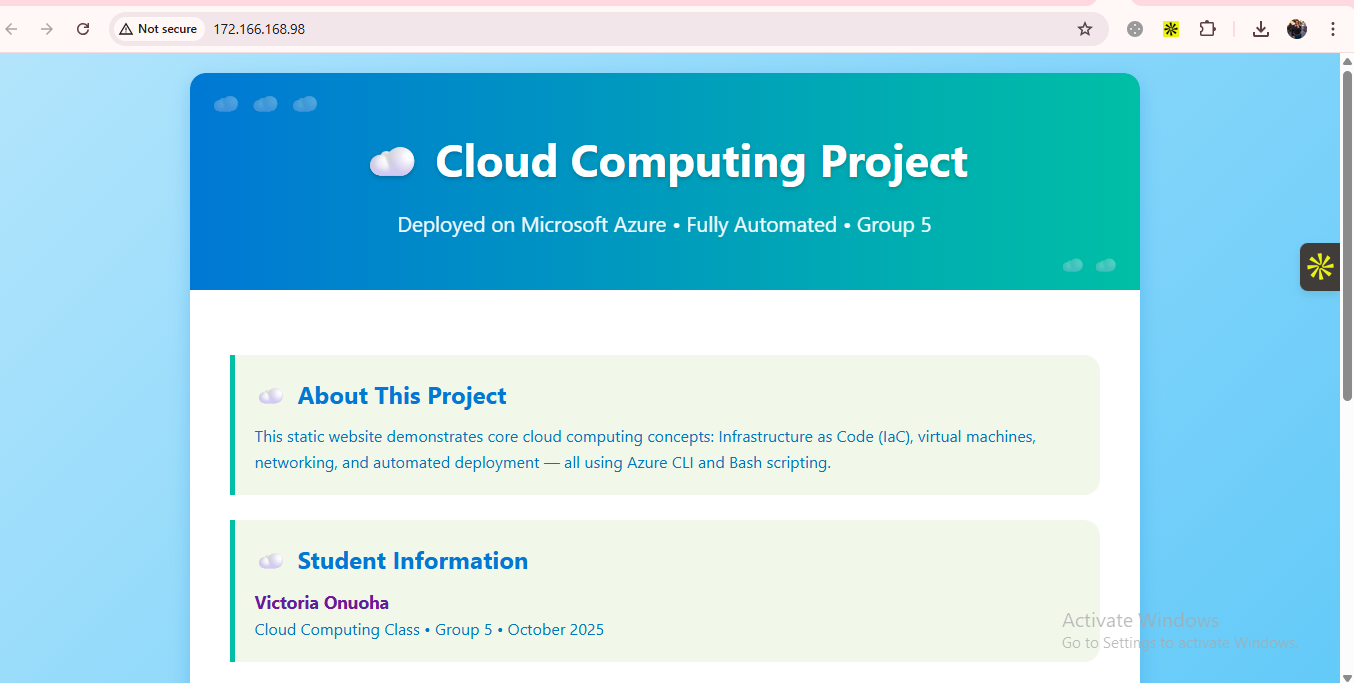 Not secure
172.166.168.98
Cloud Computing Project
Deployed on Microsoft Azure • Fully Automated • Group 5
About This Project
This static website demonstrates core cloud computing concepts: Infrastructure as Code (IaC), virtual machines,
networking, and automated deployment — all using Azure CLI and Bash scripting.
Student Information
Victoria Onuoha
Cloud Computing Class • Group 5 • October 2025
Activate Windows
Go to Settings to activate Windows.